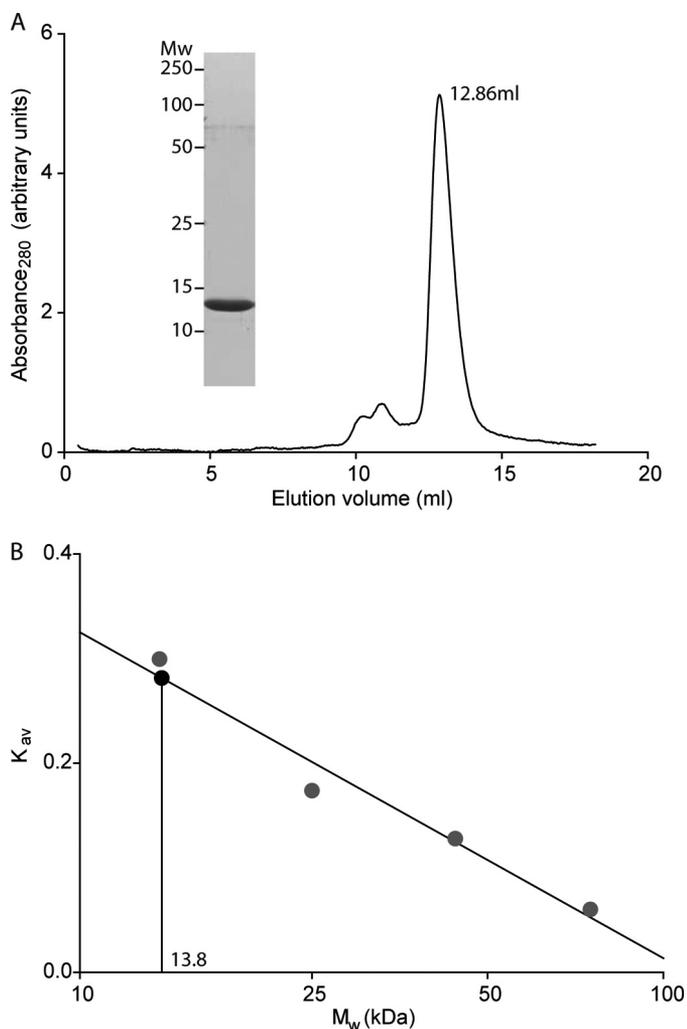 A
6
4
2
0
Absorbance280 (arbitrary units)
Mw
250
100
50
25
15
10
12.86ml
0 5 10 15 20
Elution volume (ml)
B
0.4
0.2
0.0
Kav
13.8
10 25 50 100
Mw (kDa)